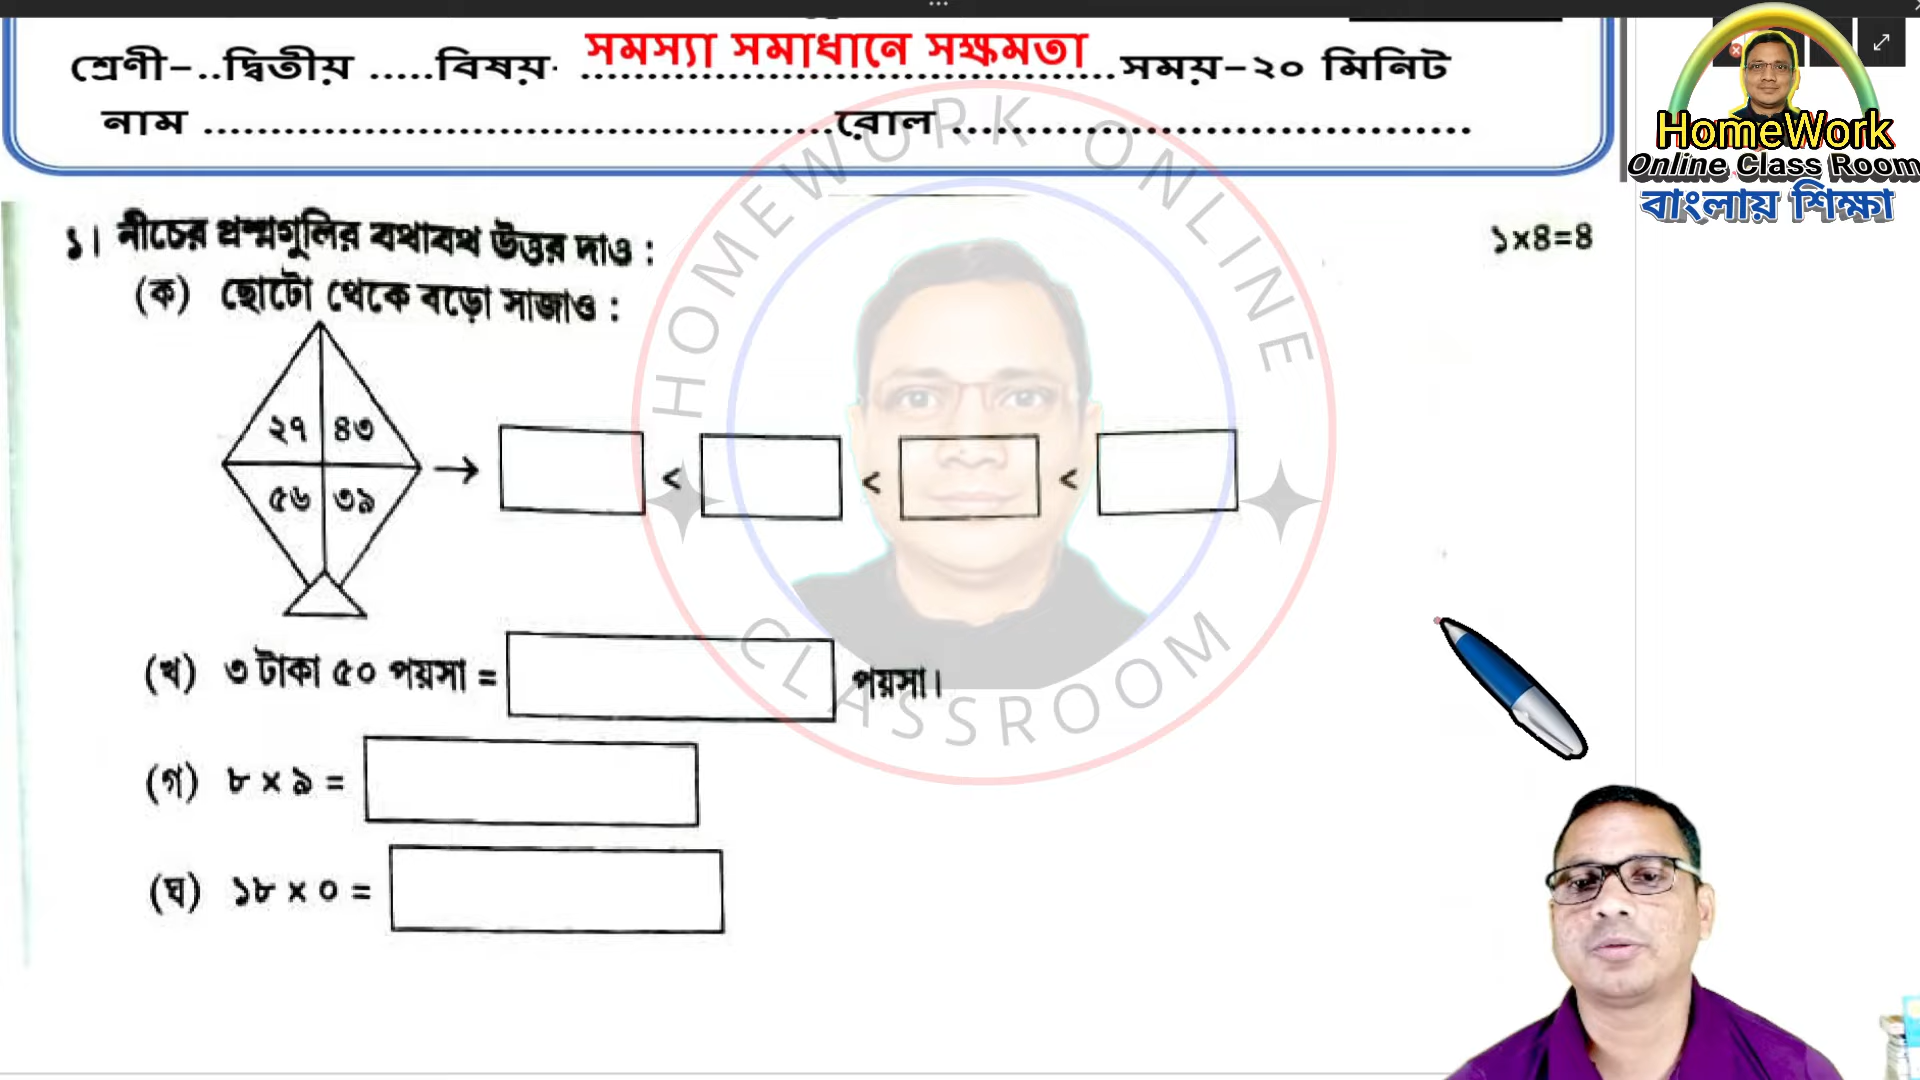 সমস্যা সমাধানে সক্ষমতা
শ্রেণী-..দ্বিতীয় .....বিষয়- ........................................সময়-২০ মিনিট
নাম ...............................................রোল .......................................
HomeWork
Online Class Room
বাংলায় শিক্ষা
১। নীচের প্রশ্নগুলির যথাযথ উত্তর দাও : ১×৪=৪
(ক) ছোটো থেকে বড়ো সাজাও :
২৭ ৪৩
৫৬ ৩৯
→ < < <
(খ) ৩ টাকা ৫০ পয়সা = পয়সা।
(গ) ৮ × ৯ =
(ঘ) ১৮ × ০ =
HOMEWORK ONLINE
CLASSROOM